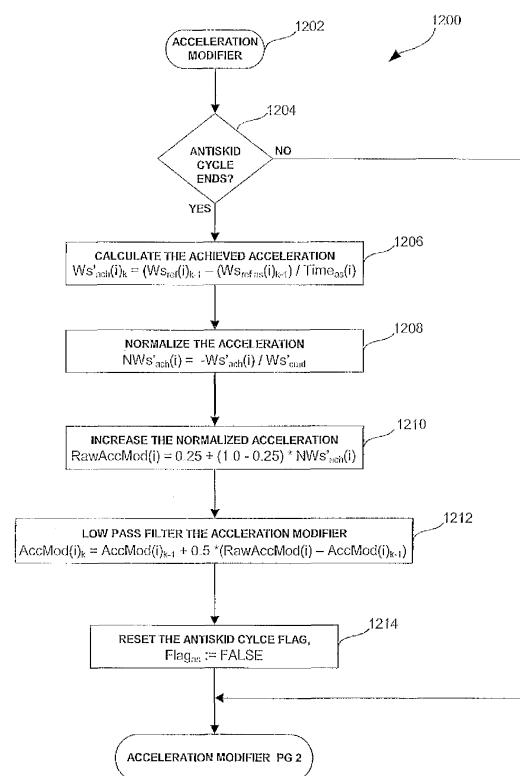 1200
ACCELERATION
MODIFIER
1202
1204
ANTISKID
CYCLE
ENDS?
NO
YES
1206
CALCULATE THE ACHIEVED ACCELERATION
Ws'ach(i)k = (Wsref(i)k-1 – (Wsref as(i)k-1) / Timeas(i)
1208
NORMALIZE THE ACCELERATION
NWs'ach(i) = -Ws'ach(i) / Ws'cmd
1210
INCREASE THE NORMALIZED ACCELERATION
RawAccMod(i) = 0.25 + (1.0 - 0.25) * NWs'ach(i)
1212
LOW PASS FILTER THE ACCLERATION MODIFIER
AccMod(i)k = AccMod(i)k-1 + 0.5 *(RawAccMod(i) – AccMod(i)k-1)
1214
RESET THE ANTISKID CYLCE FLAG,
Flagas := FALSE
ACCELERATION MODIFIER PG 2